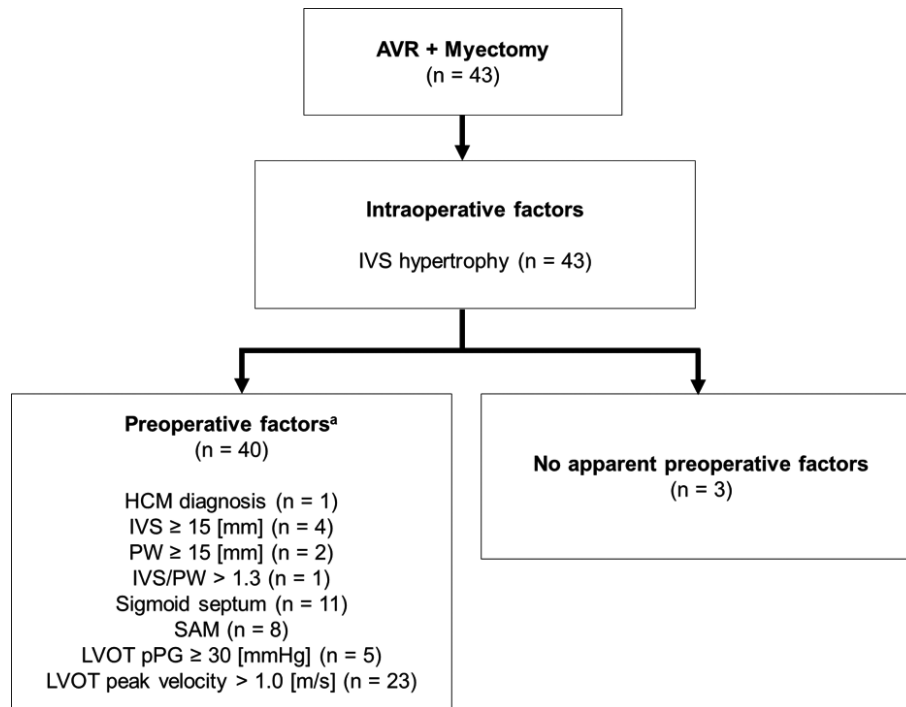 AVR + Myectomy
(n = 43)
Intraoperative factors
IVS hypertrophy (n = 43)
Preoperative factorsᵃ
(n = 40)
HCM diagnosis (n = 1)
IVS ≥ 15 [mm] (n = 4)
PW ≥ 15 [mm] (n = 2)
IVS/PW > 1.3 (n = 1)
Sigmoid septum (n = 11)
SAM (n = 8)
LVOT pPG ≥ 30 [mmHg] (n = 5)
LVOT peak velocity > 1.0 [m/s] (n = 23)
No apparent preoperative factors
(n = 3)